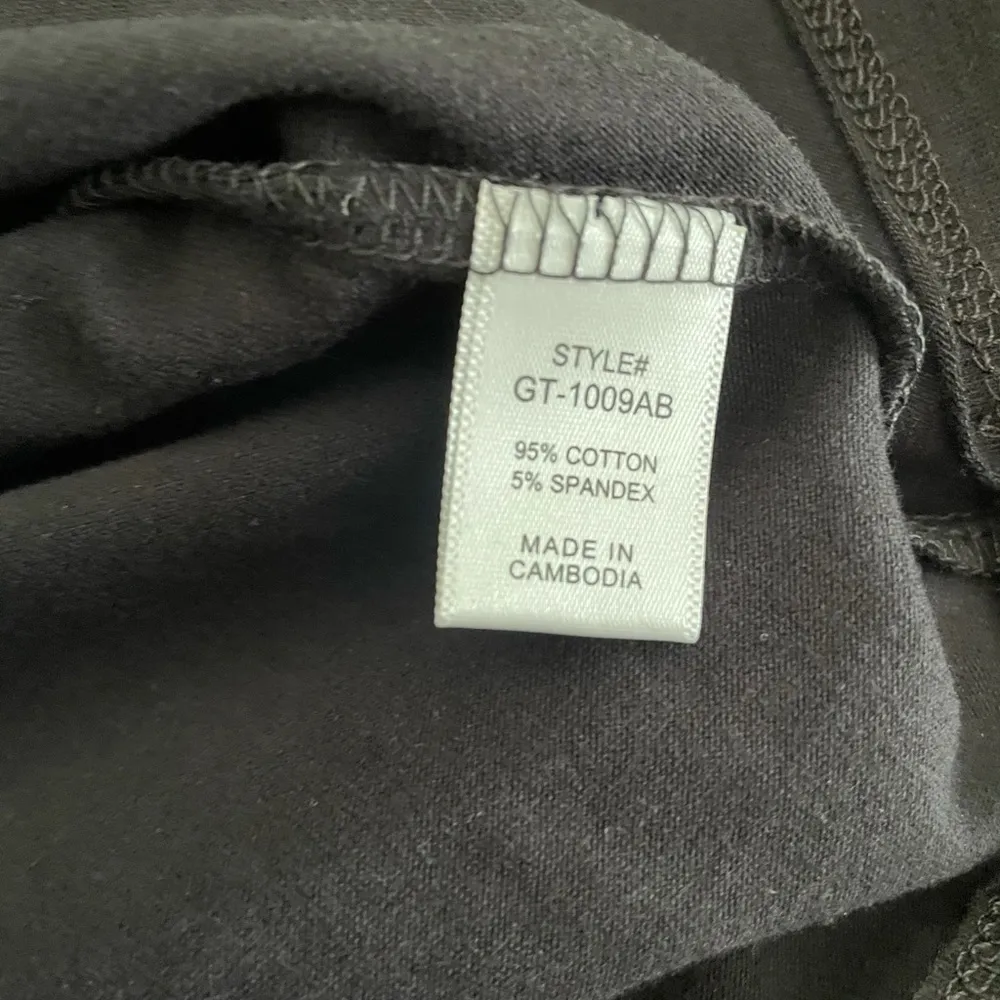 STYLE#
GT-1009AB
95% COTTON
5% SPANDEX
MADE IN
CAMBODIA